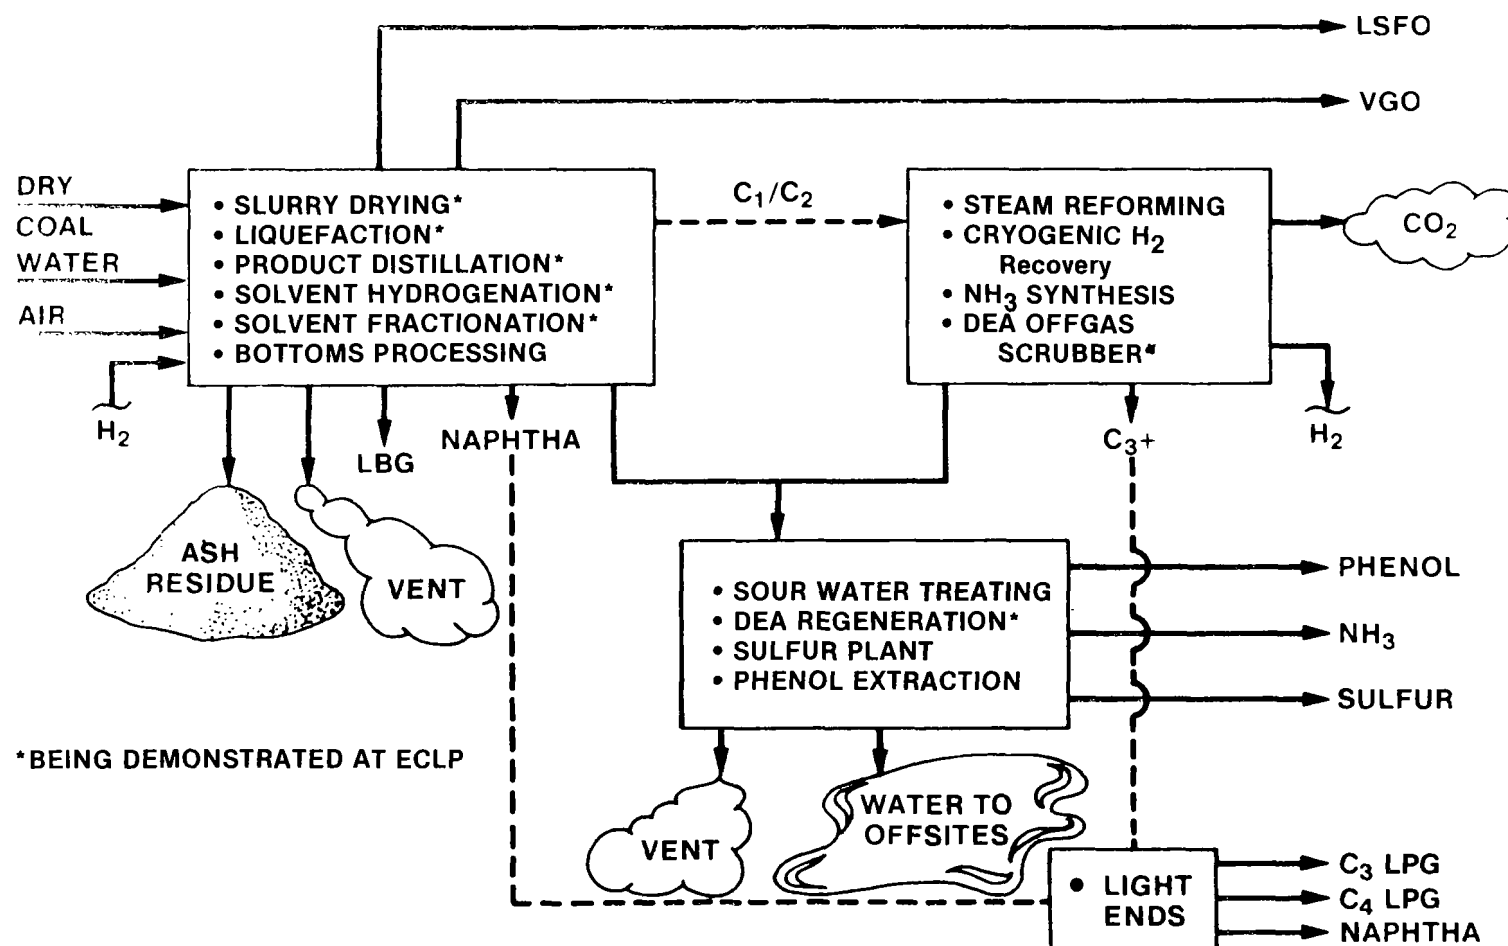 LSFO
VGO
DRY
COAL
WATER
AIR
H2
• SLURRY DRYING*
• LIQUEFACTION*
• PRODUCT DISTILLATION*
• SOLVENT HYDROGENATION*
• SOLVENT FRACTIONATION*
• BOTTOMS PROCESSING
C1/C2
• STEAM REFORMING
• CRYOGENIC H2
Recovery
• NH3 SYNTHESIS
• DEA OFFGAS
SCRUBBER*
CO2
H2
C3+
LBG
NAPHTHA
ASH
RESIDUE
VENT
• SOUR WATER TREATING
• DEA REGENERATION*
• SULFUR PLANT
• PHENOL EXTRACTION
PHENOL
NH3
SULFUR
*BEING DEMONSTRATED AT ECLP
VENT
WATER TO
OFFSITES
• LIGHT
ENDS
C3 LPG
C4 LPG
NAPHTHA